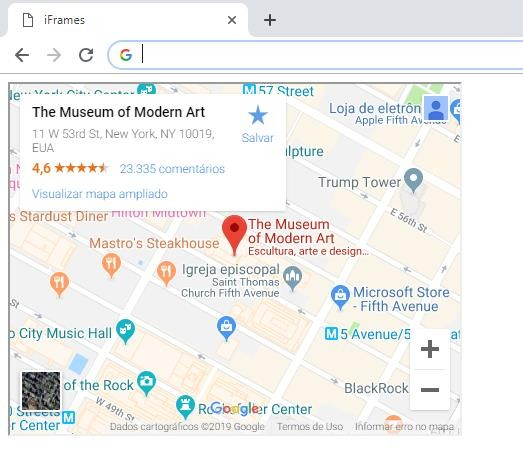 iFrames
New York City Center
57 Street
Loja de eletrôn
Apple Fifth Avenue
The Museum of Modern Art
11 W 53rd St, New York, NY 10019,
EUA
Salvar
4,6 23.335 comentários
Visualizar mapa ampliado
ulpture
Trump Tower
E 56th St
s Stardust Diner
Hilton Midtown
The Museum
of Modern Art
Escultura, arte e design...
Mastro's Steakhouse
Igreja episcopal
Saint Thomas
Church Fifth Avenue
Microsoft Store
- Fifth Avenue
o City Music Hall
5 Avenue/5
of the Rock
BlackRock
W 49th St
Google
er Center
r Center
Dados cartográficos ©2019 Google Termos de Uso Informar erro no mapa